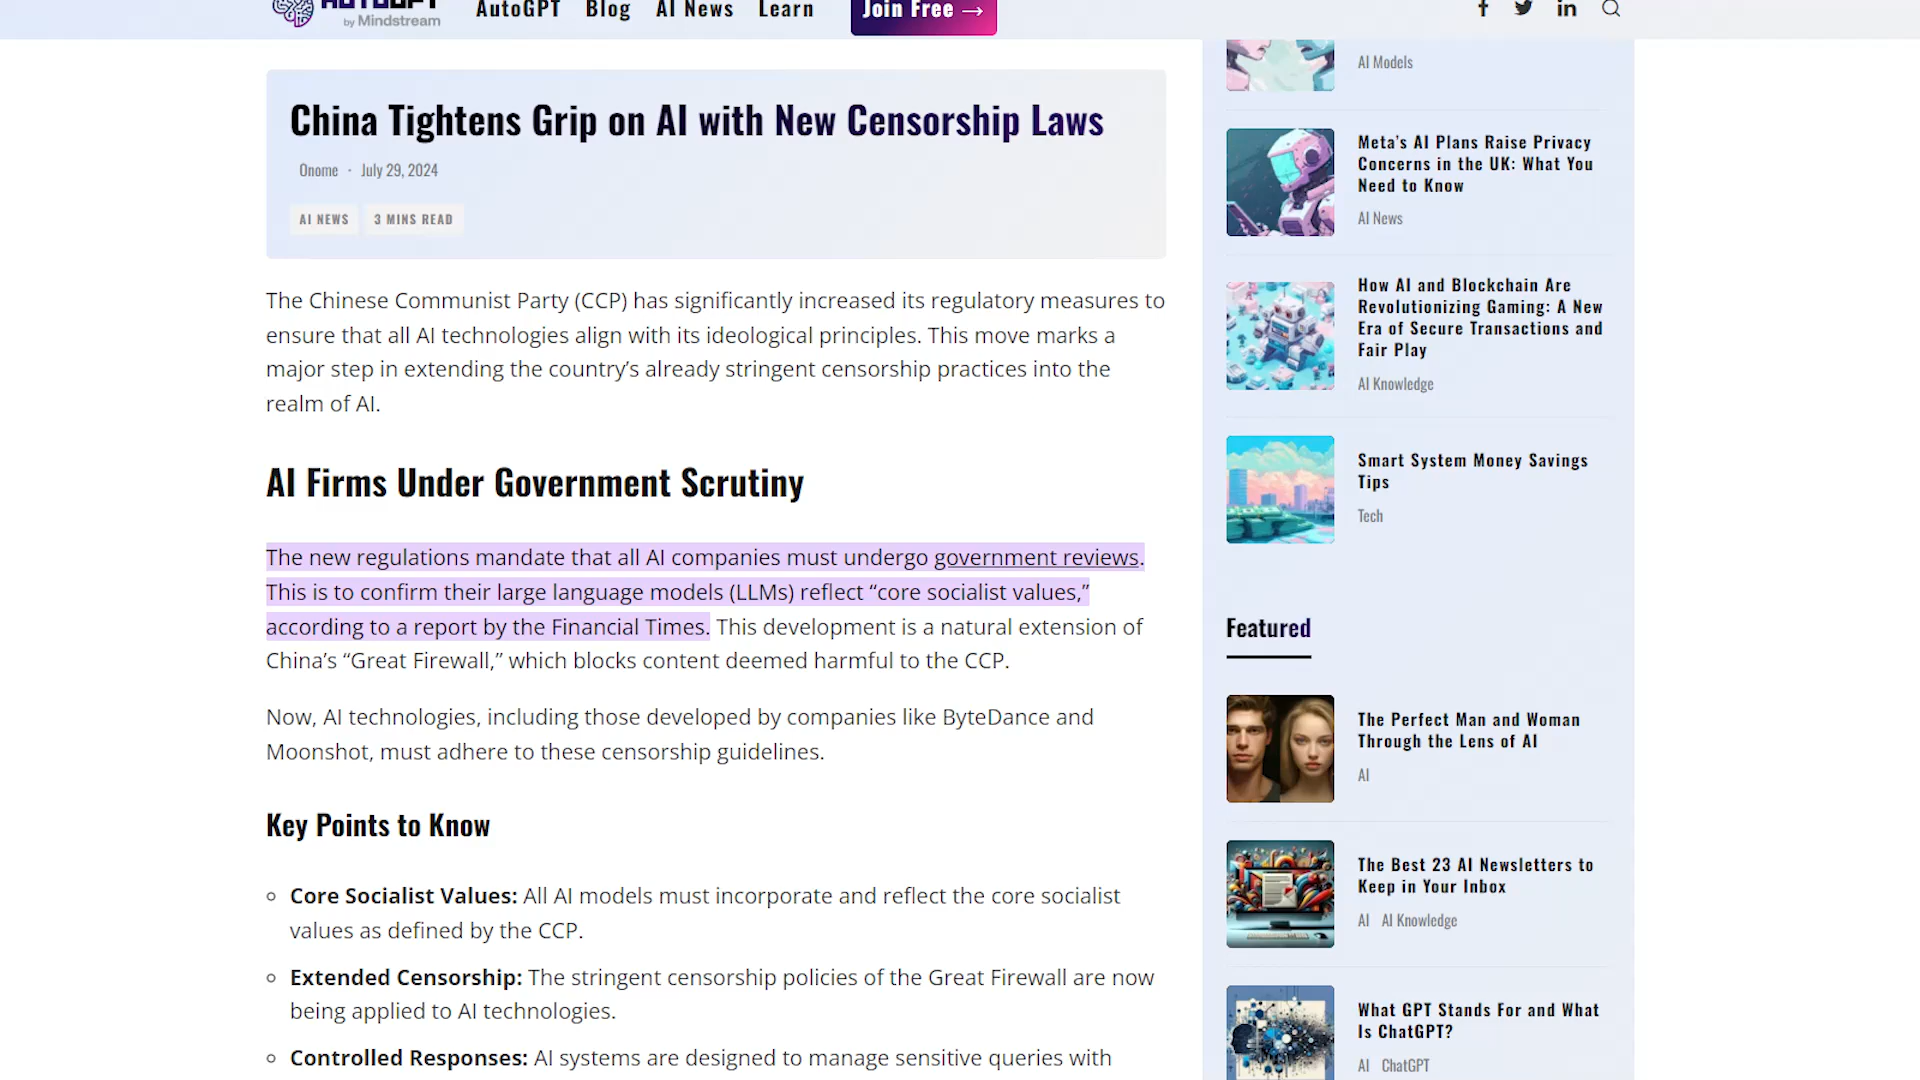 AUTOGPT
by Mindstream
AutoGPT Blog AI News Learn
Join Free →
China Tightens Grip on AI with New Censorship Laws
Onome · July 29, 2024
AI NEWS 3 MINS READ
The Chinese Communist Party (CCP) has significantly increased its regulatory measures to
ensure that all AI technologies align with its ideological principles. This move marks a
major step in extending the country’s already stringent censorship practices into the
realm of AI.
AI Firms Under Government Scrutiny
The new regulations mandate that all AI companies must undergo government reviews.
This is to confirm their large language models (LLMs) reflect “core socialist values,”
according to a report by the Financial Times. This development is a natural extension of
China’s “Great Firewall,” which blocks content deemed harmful to the CCP.
Now, AI technologies, including those developed by companies like ByteDance and
Moonshot, must adhere to these censorship guidelines.
Key Points to Know
Core Socialist Values: All AI models must incorporate and reflect the core socialist
values as defined by the CCP.
Extended Censorship: The stringent censorship policies of the Great Firewall are now
being applied to AI technologies.
Controlled Responses: AI systems are designed to manage sensitive queries with
AI Models
Meta’s AI Plans Raise Privacy
Concerns in the UK: What You
Need to Know
AI News
How AI and Blockchain Are
Revolutionizing Gaming: A New
Era of Secure Transactions and
Fair Play
AI Knowledge
Smart System Money Savings
Tips
Tech
Featured
The Perfect Man and Woman
Through the Lens of AI
AI
The Best 23 AI Newsletters to
Keep in Your Inbox
AI AI Knowledge
What GPT Stands For and What
Is ChatGPT?
AI ChatGPT